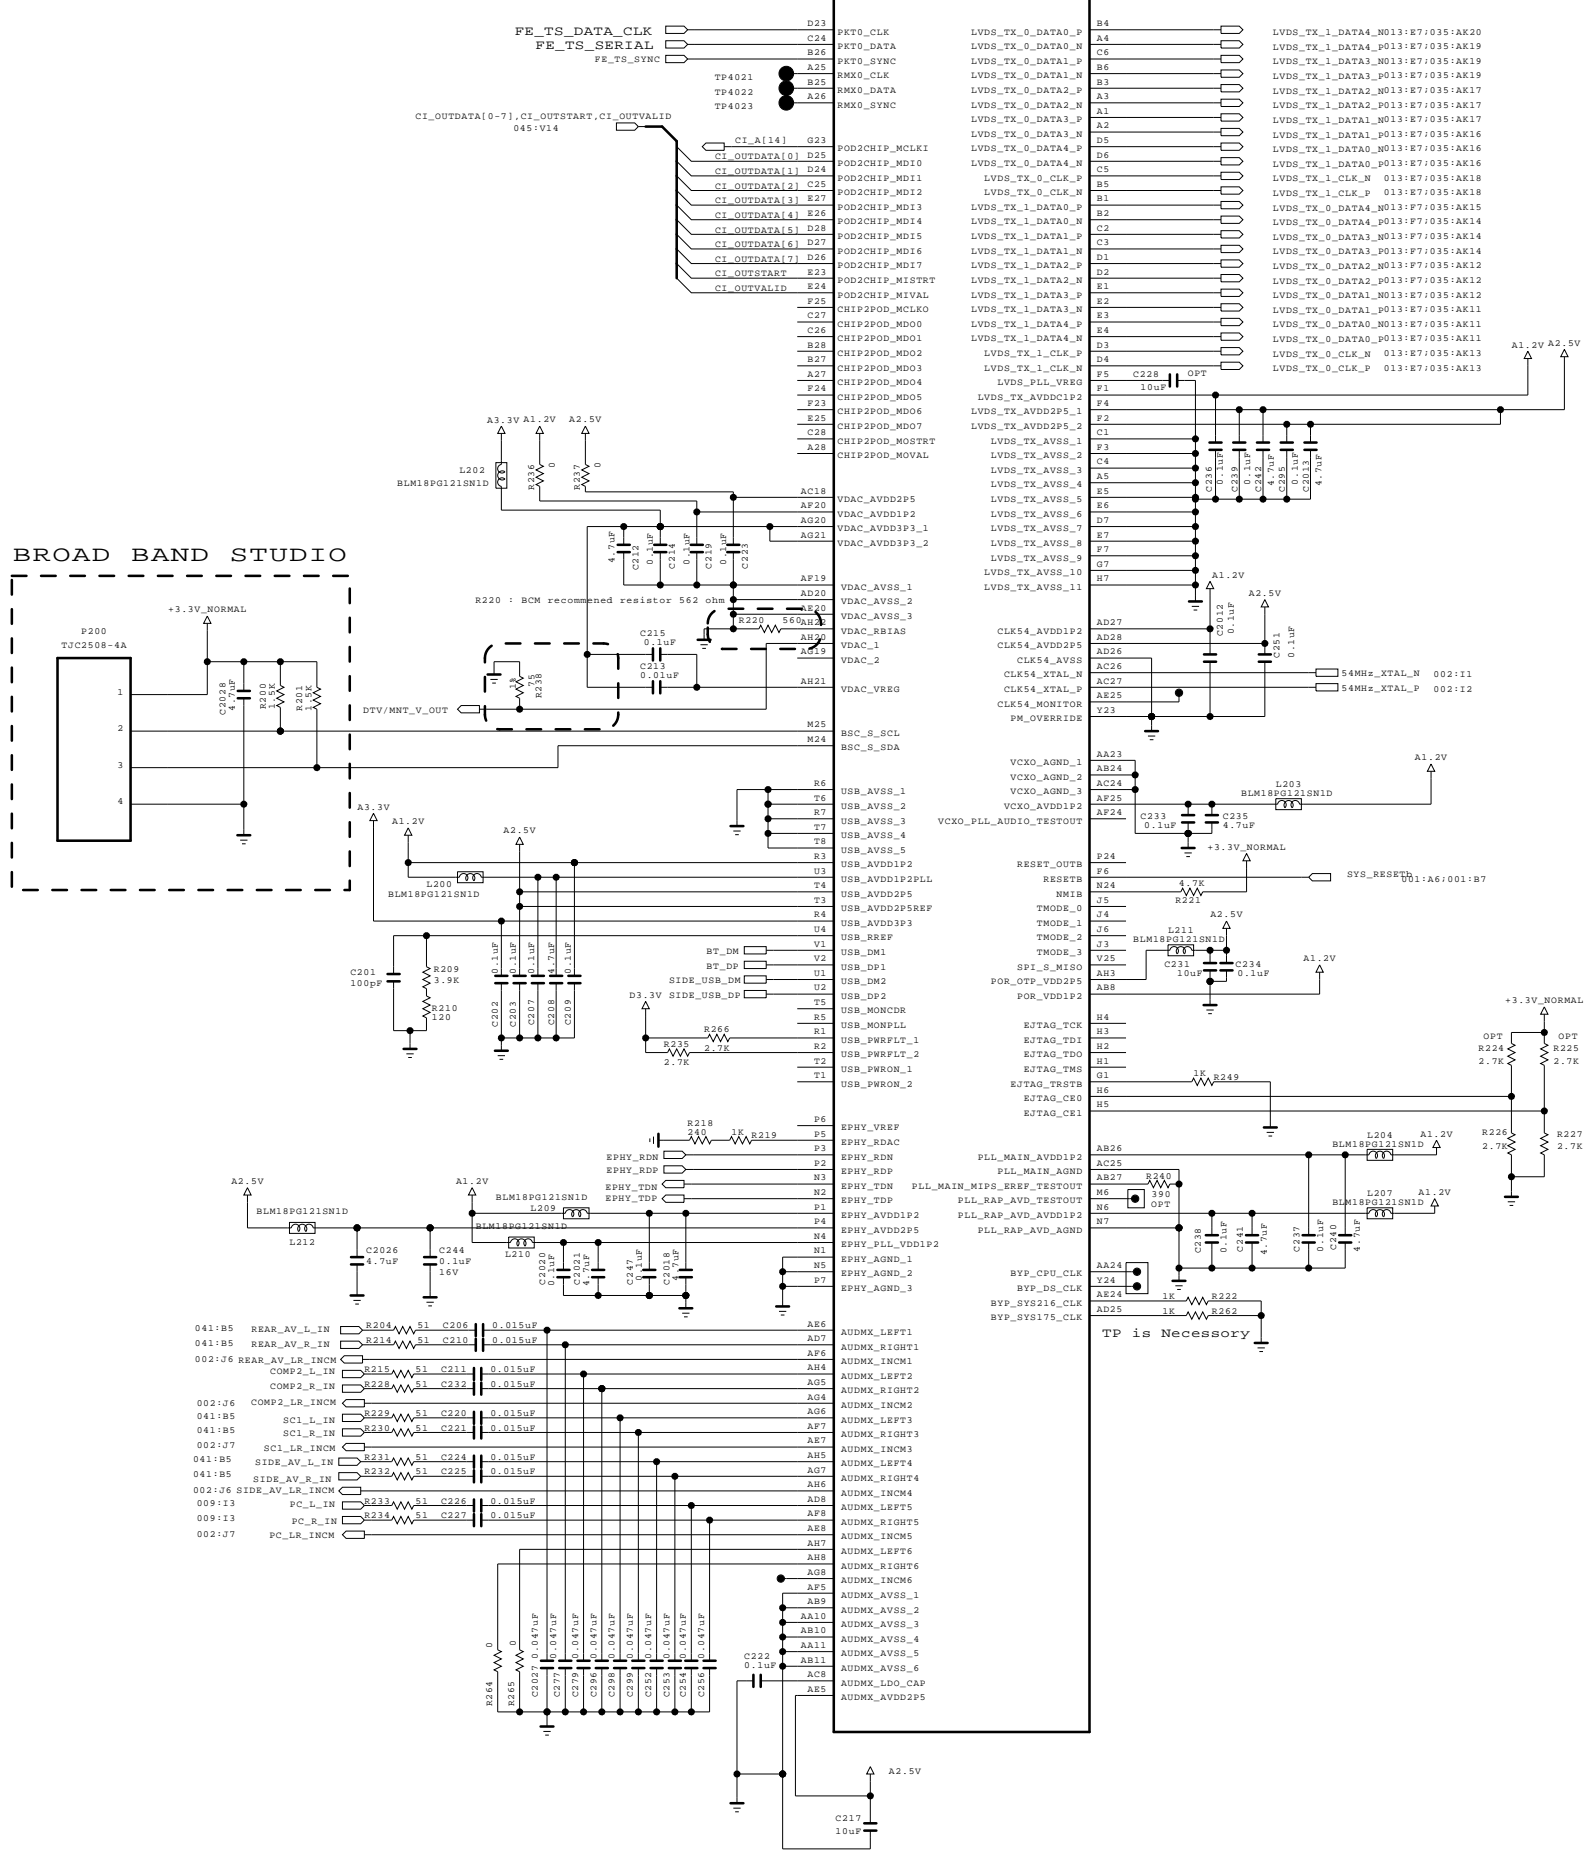 FE_TS_DATA_CLK
FE_TS_SERIAL
FE_TS_SYNC
TP4021
TP4022
TP4023
CI_OUTDATA[0-7],CI_OUTSTART,CI_OUTVALID
045:V14
CI_A[14]
CI_OUTDATA[0]
CI_OUTDATA[1]
CI_OUTDATA[2]
CI_OUTDATA[3]
CI_OUTDATA[4]
CI_OUTDATA[5]
CI_OUTDATA[6]
CI_OUTDATA[7]
CI_OUTSTART
CI_OUTVALID
D23 PKT0_CLK
C24 PKT0_DATA
B26 PKT0_SYNC
A25 RMX0_CLK
B25 RMX0_DATA
A26 RMX0_SYNC
G23 POD2CHIP_MCLKI
D25 POD2CHIP_MDI0
D24 POD2CHIP_MDI1
C25 POD2CHIP_MDI2
E27 POD2CHIP_MDI3
E26 POD2CHIP_MDI4
D28 POD2CHIP_MDI5
D27 POD2CHIP_MDI6
D26 POD2CHIP_MDI7
E23 POD2CHIP_MISTRT
E24 POD2CHIP_MIVAL
F25 CHIP2POD_MCLKO
C27 CHIP2POD_MDO0
C26 CHIP2POD_MDO1
B28 CHIP2POD_MDO2
B27 CHIP2POD_MDO3
A27 CHIP2POD_MDO4
F24 CHIP2POD_MDO5
F23 CHIP2POD_MDO6
E25 CHIP2POD_MDO7
C28 CHIP2POD_MOSTRT
A28 CHIP2POD_MOVAL
AC18 VDAC_AVDD2P5
AF20 VDAC_AVDD1P2
AG20 VDAC_AVDD3P3_1
AG21 VDAC_AVDD3P3_2
AF19 VDAC_AVSS_1
AD20 VDAC_AVSS_2
AE20 VDAC_AVSS_3
AH22 VDAC_RBIAS
AH20 VDAC_1
AG19 VDAC_2
AH21 VDAC_VREG
M25 BSC_S_SCL
M24 BSC_S_SDA
R6 USB_AVSS_1
T6 USB_AVSS_2
R7 USB_AVSS_3
T7 USB_AVSS_4
T8 USB_AVSS_5
R3 USB_AVDD1P2
U3 USB_AVDD1P2PLL
T4 USB_AVDD2P5
T3 USB_AVDD2P5REF
R4 USB_AVDD3P3
U4 USB_RREF
V1 USB_DM1
V2 USB_DP1
U1 USB_DM2
U2 USB_DP2
T5 USB_MONCDR
R5 USB_MONPLL
R1 USB_PWRFLT_1
R2 USB_PWRFLT_2
T2 USB_PWRON_1
T1 USB_PWRON_2
P6 EPHY_VREF
P5 EPHY_RDAC
P3 EPHY_RDN
P2 EPHY_RDP
N3 EPHY_TDN
N2 EPHY_TDP
P1 EPHY_AVDD1P2
P4 EPHY_AVDD2P5
N4 EPHY_PLL_VDD1P2
N1 EPHY_AGND_1
N5 EPHY_AGND_2
P7 EPHY_AGND_3
AE6 AUDMX_LEFT1
AD7 AUDMX_RIGHT1
AF6 AUDMX_INCM1
AH4 AUDMX_LEFT2
AG5 AUDMX_RIGHT2
AG4 AUDMX_INCM2
AG6 AUDMX_LEFT3
AF7 AUDMX_RIGHT3
AE7 AUDMX_INCM3
AH5 AUDMX_LEFT4
AG7 AUDMX_RIGHT4
AH6 AUDMX_INCM4
AD8 AUDMX_LEFT5
AF8 AUDMX_RIGHT5
AE8 AUDMX_INCM5
AH7 AUDMX_LEFT6
AH8 AUDMX_RIGHT6
AG8 AUDMX_INCM6
AF5 AUDMX_AVSS_1
AB9 AUDMX_AVSS_2
AA10 AUDMX_AVSS_3
AB10 AUDMX_AVSS_4
AA11 AUDMX_AVSS_5
AB11 AUDMX_AVSS_6
AC8 AUDMX_LDO_CAP
AE5 AUDMX_AVDD2P5
LVDS_TX_0_DATA0_P B4 LVDS_TX_1_DATA4_N 013:E7;035:AK20
LVDS_TX_0_DATA0_N A4 LVDS_TX_1_DATA4_P 013:E7;035:AK19
LVDS_TX_0_DATA1_P C6 LVDS_TX_1_DATA3_N 013:E7;035:AK19
LVDS_TX_0_DATA1_N B6 LVDS_TX_1_DATA3_P 013:E7;035:AK19
LVDS_TX_0_DATA2_P B3 LVDS_TX_1_DATA2_N 013:E7;035:AK17
LVDS_TX_0_DATA2_N A3 LVDS_TX_1_DATA2_P 013:E7;035:AK17
LVDS_TX_0_DATA3_P A1 LVDS_TX_1_DATA1_N 013:E7;035:AK17
LVDS_TX_0_DATA3_N A2 LVDS_TX_1_DATA1_P 013:E7;035:AK16
LVDS_TX_0_DATA4_P D5 LVDS_TX_1_DATA0_N 013:E7;035:AK16
LVDS_TX_0_DATA4_N D6 LVDS_TX_1_DATA0_P 013:E7;035:AK16
LVDS_TX_0_CLK_P C5 LVDS_TX_1_CLK_N 013:E7;035:AK18
LVDS_TX_0_CLK_N B5 LVDS_TX_1_CLK_P 013:E7;035:AK18
LVDS_TX_1_DATA0_P B1 LVDS_TX_0_DATA4_N 013:F7;035:AK15
LVDS_TX_1_DATA0_N B2 LVDS_TX_0_DATA4_P 013:F7;035:AK14
LVDS_TX_1_DATA1_P C2 LVDS_TX_0_DATA3_N 013:F7;035:AK14
LVDS_TX_1_DATA1_N C3 LVDS_TX_0_DATA3_P 013:F7;035:AK14
LVDS_TX_1_DATA2_P D1 LVDS_TX_0_DATA2_N 013:F7;035:AK12
LVDS_TX_1_DATA2_N D2 LVDS_TX_0_DATA2_P 013:F7;035:AK12
LVDS_TX_1_DATA3_P E1 LVDS_TX_0_DATA1_N 013:E7;035:AK12
LVDS_TX_1_DATA3_N E2 LVDS_TX_0_DATA1_P 013:E7;035:AK11
LVDS_TX_1_DATA4_P E3 LVDS_TX_0_DATA0_N 013:E7;035:AK11
LVDS_TX_1_DATA4_N E4 LVDS_TX_0_DATA0_P 013:E7;035:AK11
LVDS_TX_1_CLK_P D3 LVDS_TX_0_CLK_N 013:E7;035:AK13
LVDS_TX_1_CLK_N D4 LVDS_TX_0_CLK_P 013:E7;035:AK13
LVDS_PLL_VREG F5
LVDS_TX_AVDDC1P2 F1
LVDS_TX_AVDD2P5_1 F4
LVDS_TX_AVDD2P5_2 F2
LVDS_TX_AVSS_1 C1
LVDS_TX_AVSS_2 F3
LVDS_TX_AVSS_3 C4
LVDS_TX_AVSS_4 A5
LVDS_TX_AVSS_5 E5
LVDS_TX_AVSS_6 E6
LVDS_TX_AVSS_7 D7
LVDS_TX_AVSS_8 E7
LVDS_TX_AVSS_9 F7
LVDS_TX_AVSS_10 G7
LVDS_TX_AVSS_11 H7
CLK54_AVDD1P2 AD27
CLK54_AVDD2P5 AD28
CLK54_AVSS AD26
CLK54_XTAL_N AC26 54MHz_XTAL_N 002:I1
CLK54_XTAL_P AC27 54MHz_XTAL_P 002:I2
CLK54_MONITOR AE25
PM_OVERRIDE Y23
VCXO_AGND_1 AA23
VCXO_AGND_2 AB24
VCXO_AGND_3 AC24
VCXO_AVDD1P2 AF25
VCXO_PLL_AUDIO_TESTOUT AF24
RESET_OUTB P24
RESETB F6 SYS_RESETb 001:A6;001:B7
NMIB N24
TMODE_0 J5
TMODE_1 J4
TMODE_2 J6
TMODE_3 J3
SPI_S_MISO V25
POR_OTP_VDD2P5 AH3
POR_VDD1P2 AB8
EJTAG_TCK H4
EJTAG_TDI H3
EJTAG_TDO H2
EJTAG_TMS H1
EJTAG_TRSTB G1
EJTAG_CE0 H6
EJTAG_CE1 H5
PLL_MAIN_AVDD1P2 AB26
PLL_MAIN_AGND AC25
PLL_MAIN_MIPS_EREF_TESTOUT AB27
PLL_RAP_AVD_TESTOUT M6
PLL_RAP_AVD_AVDD1P2 N6
PLL_RAP_AVD_AGND N7
BYP_CPU_CLK AA24
BYP_DS_CLK Y24
BYP_SYS216_CLK AE24
BYP_SYS175_CLK AD25
TP is Necessory
C228 10uF OPT
A1.2V A2.5V
C236 0.1uF
C239 0.1uF
C242 4.7uF
C295 0.1uF
C2013 4.7uF
A1.2V
C2012 0.1uF
A2.5V
C251 0.1uF
L203
BLM18PG121SN1D
A1.2V
C233 0.1uF
C235 4.7uF
+3.3V_NORMAL
4.7K
R221
A2.5V
L211
BLM18PG121SN1D
C231 10uF
C234 0.1uF
A1.2V
+3.3V_NORMAL
OPT R224 2.7K
OPT R225 2.7K
R226 2.7K
R227 2.7K
1K R249
L204 BLM18PG121SN1D A1.2V
R240 390 OPT
L207 BLM18PG121SN1D A1.2V
C238 0.1uF
C241 4.7uF
C237 0.1uF
C240 4.7uF
1K R222
1K R262
A3.3V A1.2V A2.5V
L202
BLM18PG121SN1D
R236 0
R237 0
C212 4.7uF
C214 0.1uF
C219 0.1uF
C223 0.1uF
R220 : BCM recommened resistor 562 ohm
R220 560
C215 0.1uF
C213 0.01uF
R238 75 1%
DTV/MNT_V_OUT
BROAD BAND STUDIO
+3.3V_NORMAL
P200
TJC2508-4A
1
2
3
4
C2028 4.7uF
R200 1.5K
R201 1.5K
A3.3V
A1.2V
A2.5V
L200
BLM18PG121SN1D
C201 100pF
R209 3.9K
R210 120
C202 0.1uF
C203 0.1uF
C207 0.1uF
C208 4.7uF
C209 0.1uF
BT_DM
BT_DP
SIDE_USB_DM
SIDE_USB_DP
D3.3V
R266 2.7K
R235 2.7K
R218 240
1K R219
EPHY_RDN
EPHY_RDP
EPHY_TDN
EPHY_TDP
A2.5V
BLM18PG121SN1D
L212
A1.2V
BLM18PG121SN1D
L209
BLM18PG121SN1D
L210
C2026 4.7uF
C244 0.1uF 16V
C2020 0.1uF
C2021 4.7uF
C247 0.1uF
C2018 4.7uF
041:B5 REAR_AV_L_IN R204 51 C206 0.015uF
041:B5 REAR_AV_R_IN R214 51 C210 0.015uF
002:J6 REAR_AV_LR_INCM
COMP2_L_IN R215 51 C211 0.015uF
COMP2_R_IN R228 51 C232 0.015uF
002:J6 COMP2_LR_INCM
041:B5 SC1_L_IN R229 51 C220 0.015uF
041:B5 SC1_R_IN R230 51 C221 0.015uF
002:J7 SC1_LR_INCM
041:B5 SIDE_AV_L_IN R231 51 C224 0.015uF
041:B5 SIDE_AV_R_IN R232 51 C225 0.015uF
002:J6 SIDE_AV_LR_INCM
009:I3 PC_L_IN R233 51 C226 0.015uF
009:I3 PC_R_IN R234 51 C227 0.015uF
002:J7 PC_LR_INCM
R264 0
R265 0
C2027 0.047uF
C277 0.047uF
C279 0.047uF
C296 0.047uF
C298 0.047uF
C299 0.047uF
C252 0.047uF
C253 0.047uF
C254 0.047uF
C256 0.047uF
C222 0.1uF
A2.5V
C217 10uF